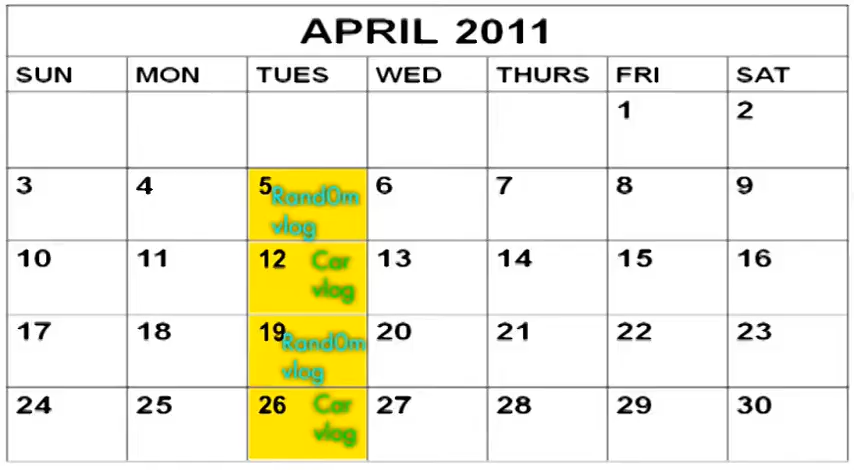 APRIL 2011
SUN MON TUES WED THURS FRI SAT
1 2
3 4 5 Rand0m vlog 6 7 8 9
10 11 12 Car vlog 13 14 15 16
17 18 19 Rand0m vlog 20 21 22 23
24 25 26 Car vlog 27 28 29 30